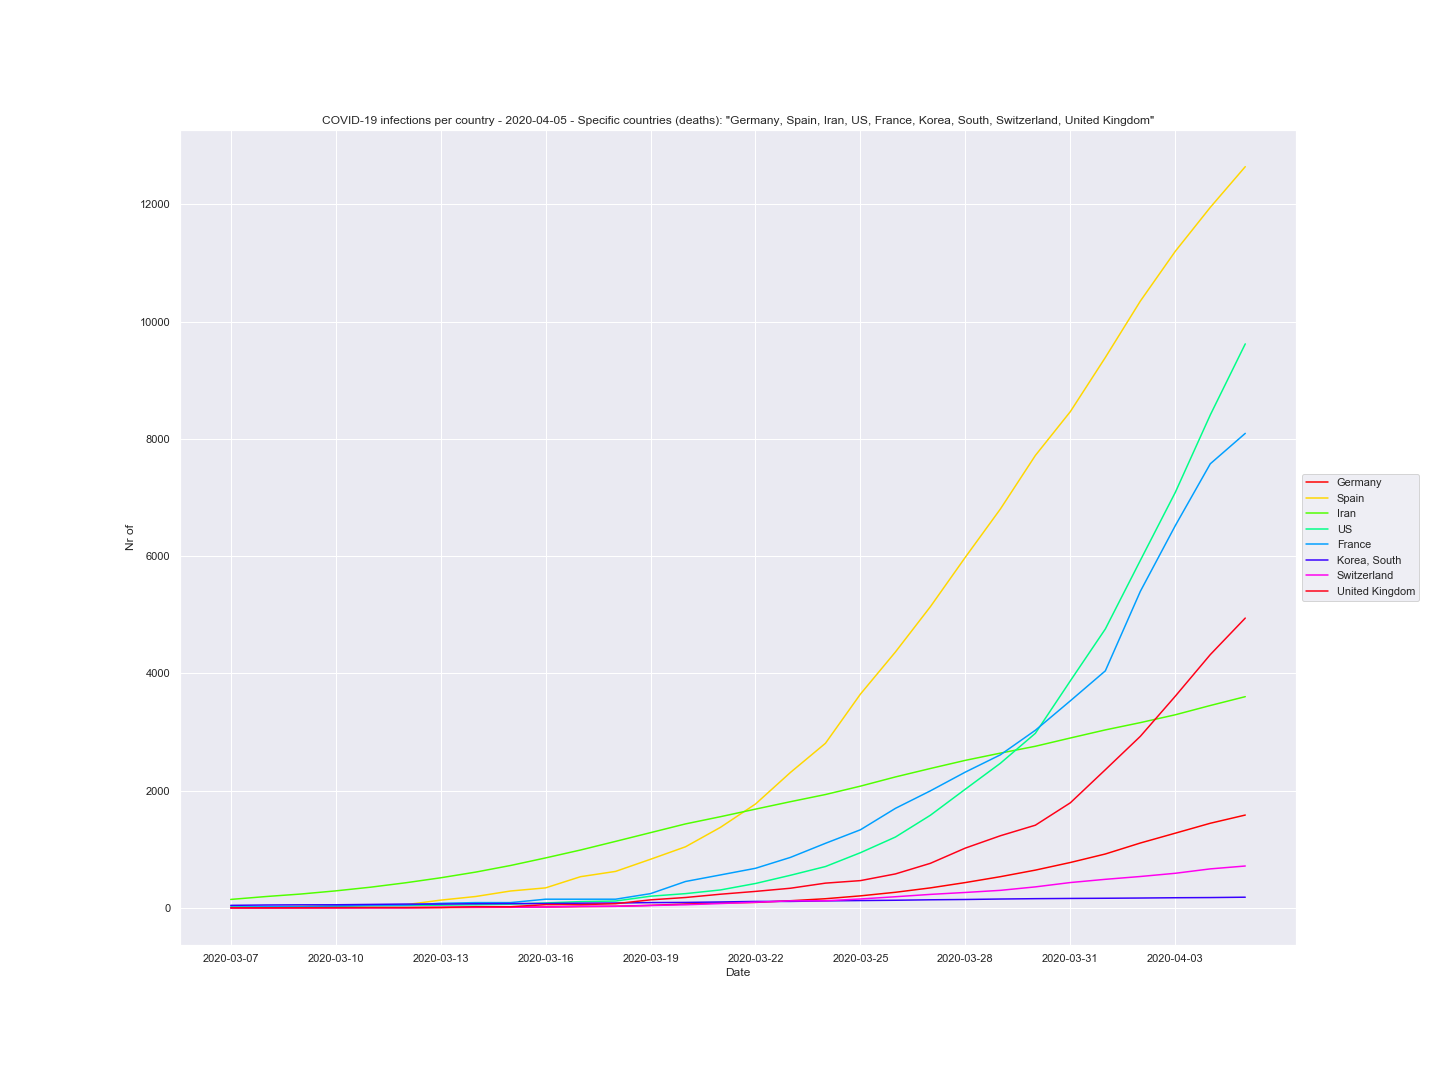 COVID-19 infections per country - 2020-04-05 - Specific countries (deaths): "Germany, Spain, Iran, US, France, Korea, South, Switzerland, United Kingdom"
12000
10000
8000
6000
4000
2000
0
Nr of
2020-03-07 2020-03-10 2020-03-13 2020-03-16 2020-03-19 2020-03-22 2020-03-25 2020-03-28 2020-03-31 2020-04-03
Date
Germany
Spain
Iran
US
France
Korea, South
Switzerland
United Kingdom